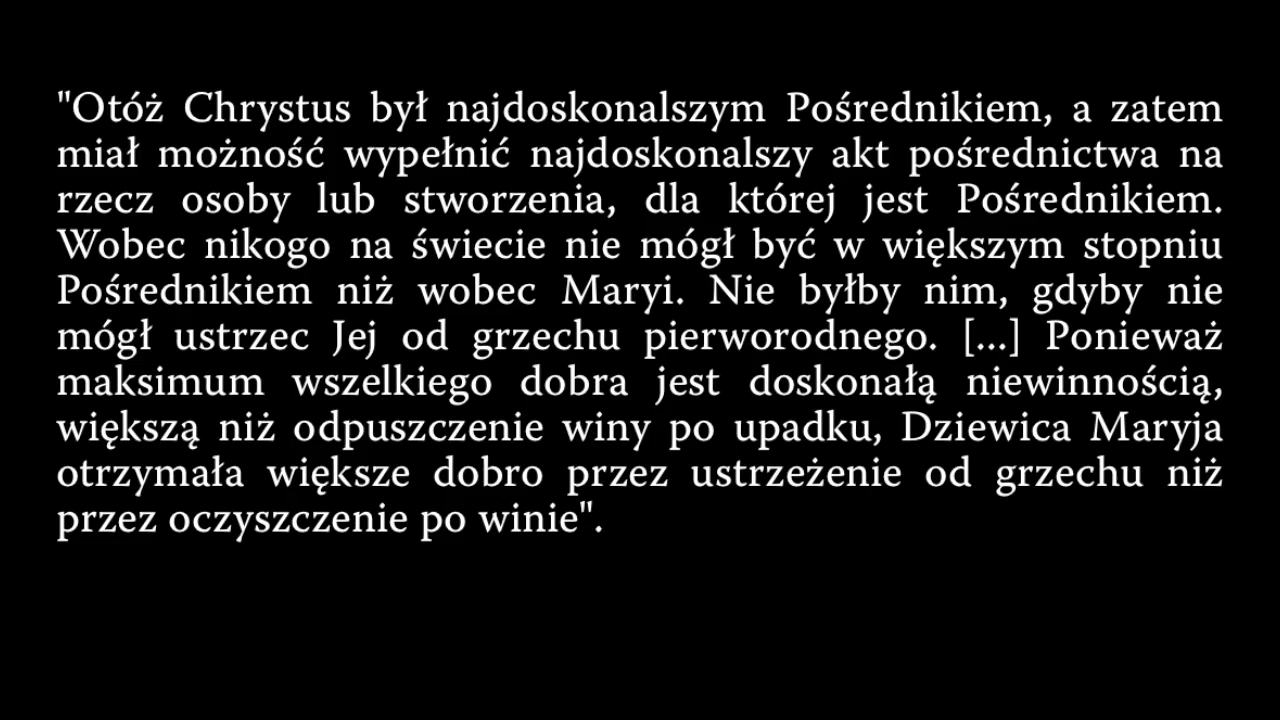 "Otóż Chrystus był najdoskonalszym Pośrednikiem, a zatem
miał możność wypełnić najdoskonalszy akt pośrednictwa na
rzecz osoby lub stworzenia, dla której jest Pośrednikiem.
Wobec nikogo na świecie nie mógł być w większym stopniu
Pośrednikiem niż wobec Maryi. Nie byłby nim, gdyby nie
mógł ustrzec Jej od grzechu pierworodnego. [...] Ponieważ
maksimum wszelkiego dobra jest doskonałą niewinnością,
większą niż odpuszczenie winy po upadku, Dziewica Maryja
otrzymała większe dobro przez ustrzeżenie od grzechu niż
przez oczyszczenie po winie".